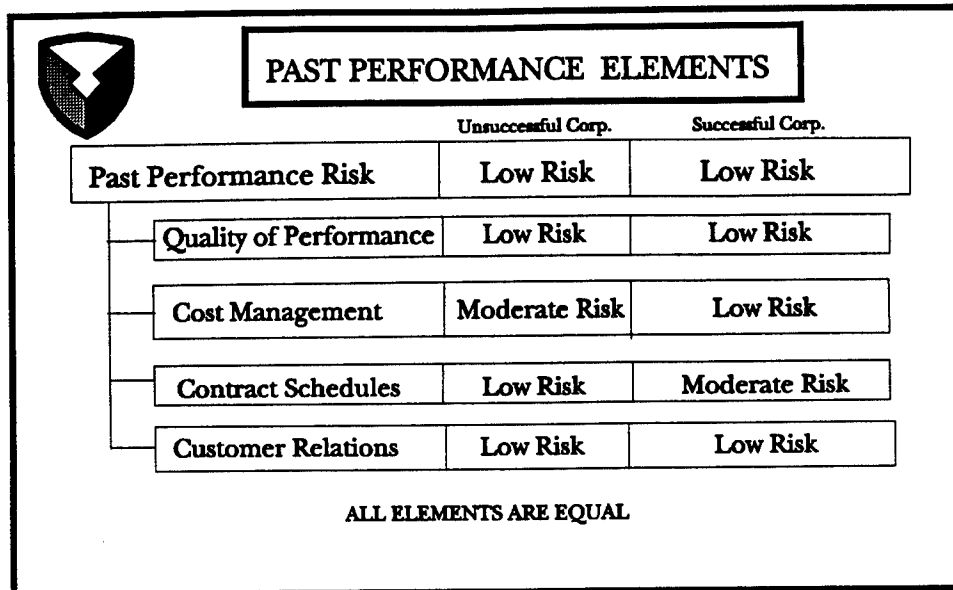 PAST PERFORMANCE ELEMENTS
Unsuccessful Corp. Successful Corp.
Past Performance Risk Low Risk Low Risk
Quality of Performance Low Risk Low Risk
Cost Management Moderate Risk Low Risk
Contract Schedules Low Risk Moderate Risk
Customer Relations Low Risk Low Risk
ALL ELEMENTS ARE EQUAL